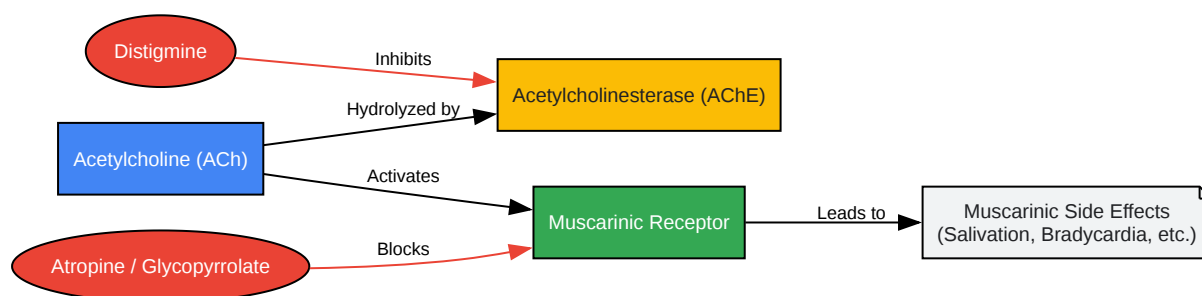 Distigmine
Inhibits
Acetylcholinesterase (AChE)
Hydrolyzed by
Acetylcholine (ACh)
Activates
Muscarinic Receptor
Leads to
Muscarinic Side Effects
(Salivation, Bradycardia, etc.)
Blocks
Atropine / Glycopyrrolate